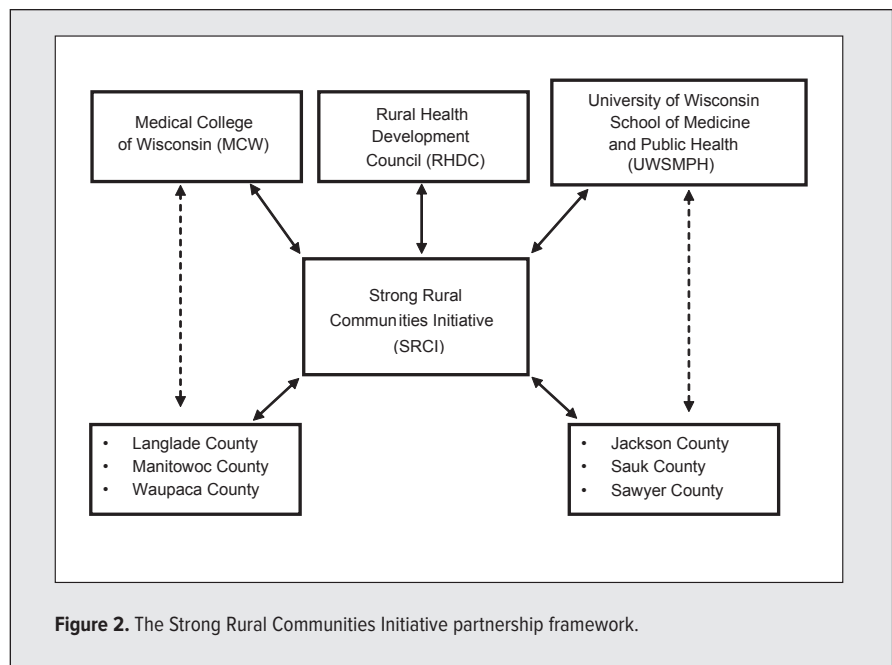 Medical College
of Wisconsin (MCW)
Rural Health
Development
Council (RHDC)
University of Wisconsin
School of Medicine
and Public Health
(UWSMPH)
Strong Rural
Communities Initiative
(SRCI)
• Langlade County
• Manitowoc County
• Waupaca County
• Jackson County
• Sauk County
• Sawyer County
Figure 2. The Strong Rural Communities Initiative partnership framework.